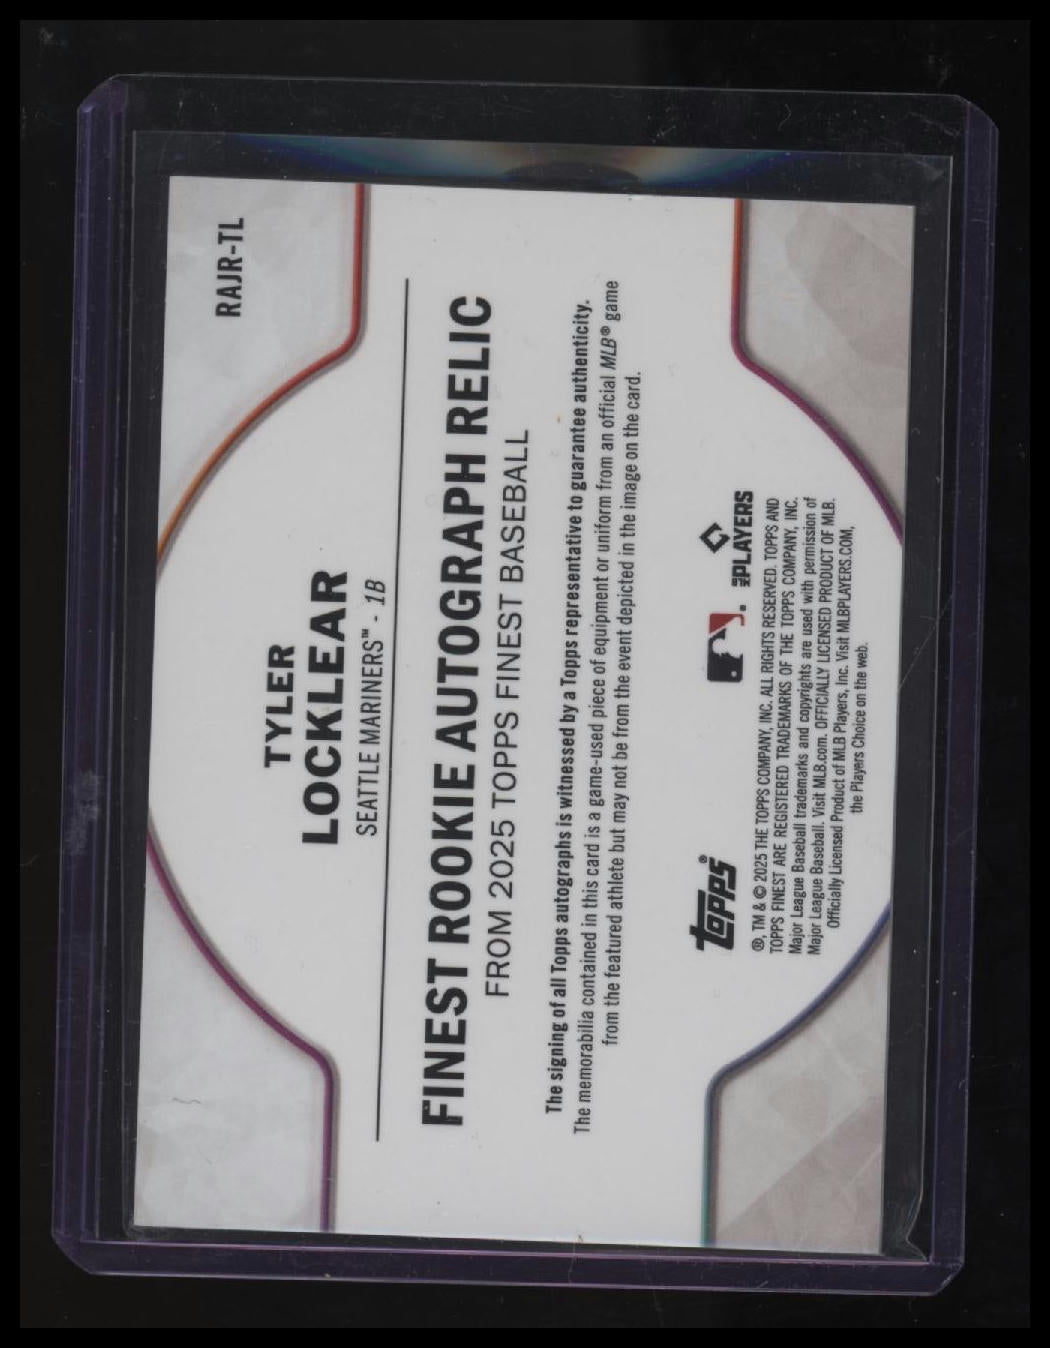 RAJR-TL
TYLER
LOCKLEAR
SEATTLE MARINERS™ - 1B
FINEST ROOKIE AUTOGRAPH RELIC
FROM 2025 TOPPS FINEST BASEBALL
The signing of all Topps autographs is witnessed by a Topps representative to guarantee authenticity.
The memorabilia contained in this card is a game-used piece of equipment or uniform from an official MLB® game
from the featured athlete but may not be from the event depicted in the image on the card.
topps®
MLB PLAYERS
®, TM & © 2025 THE TOPPS COMPANY, INC. ALL RIGHTS RESERVED. TOPPS AND
TOPPS FINEST ARE REGISTERED TRADEMARKS OF THE TOPPS COMPANY, INC.
Major League Baseball trademarks and copyrights are used with permission of
Major League Baseball. Visit MLB.com. OFFICIALLY LICENSED PRODUCT OF MLB.
Officially Licensed Product of MLB Players, Inc. Visit MLBPLAYERS.COM,
the Players Choice on the web.